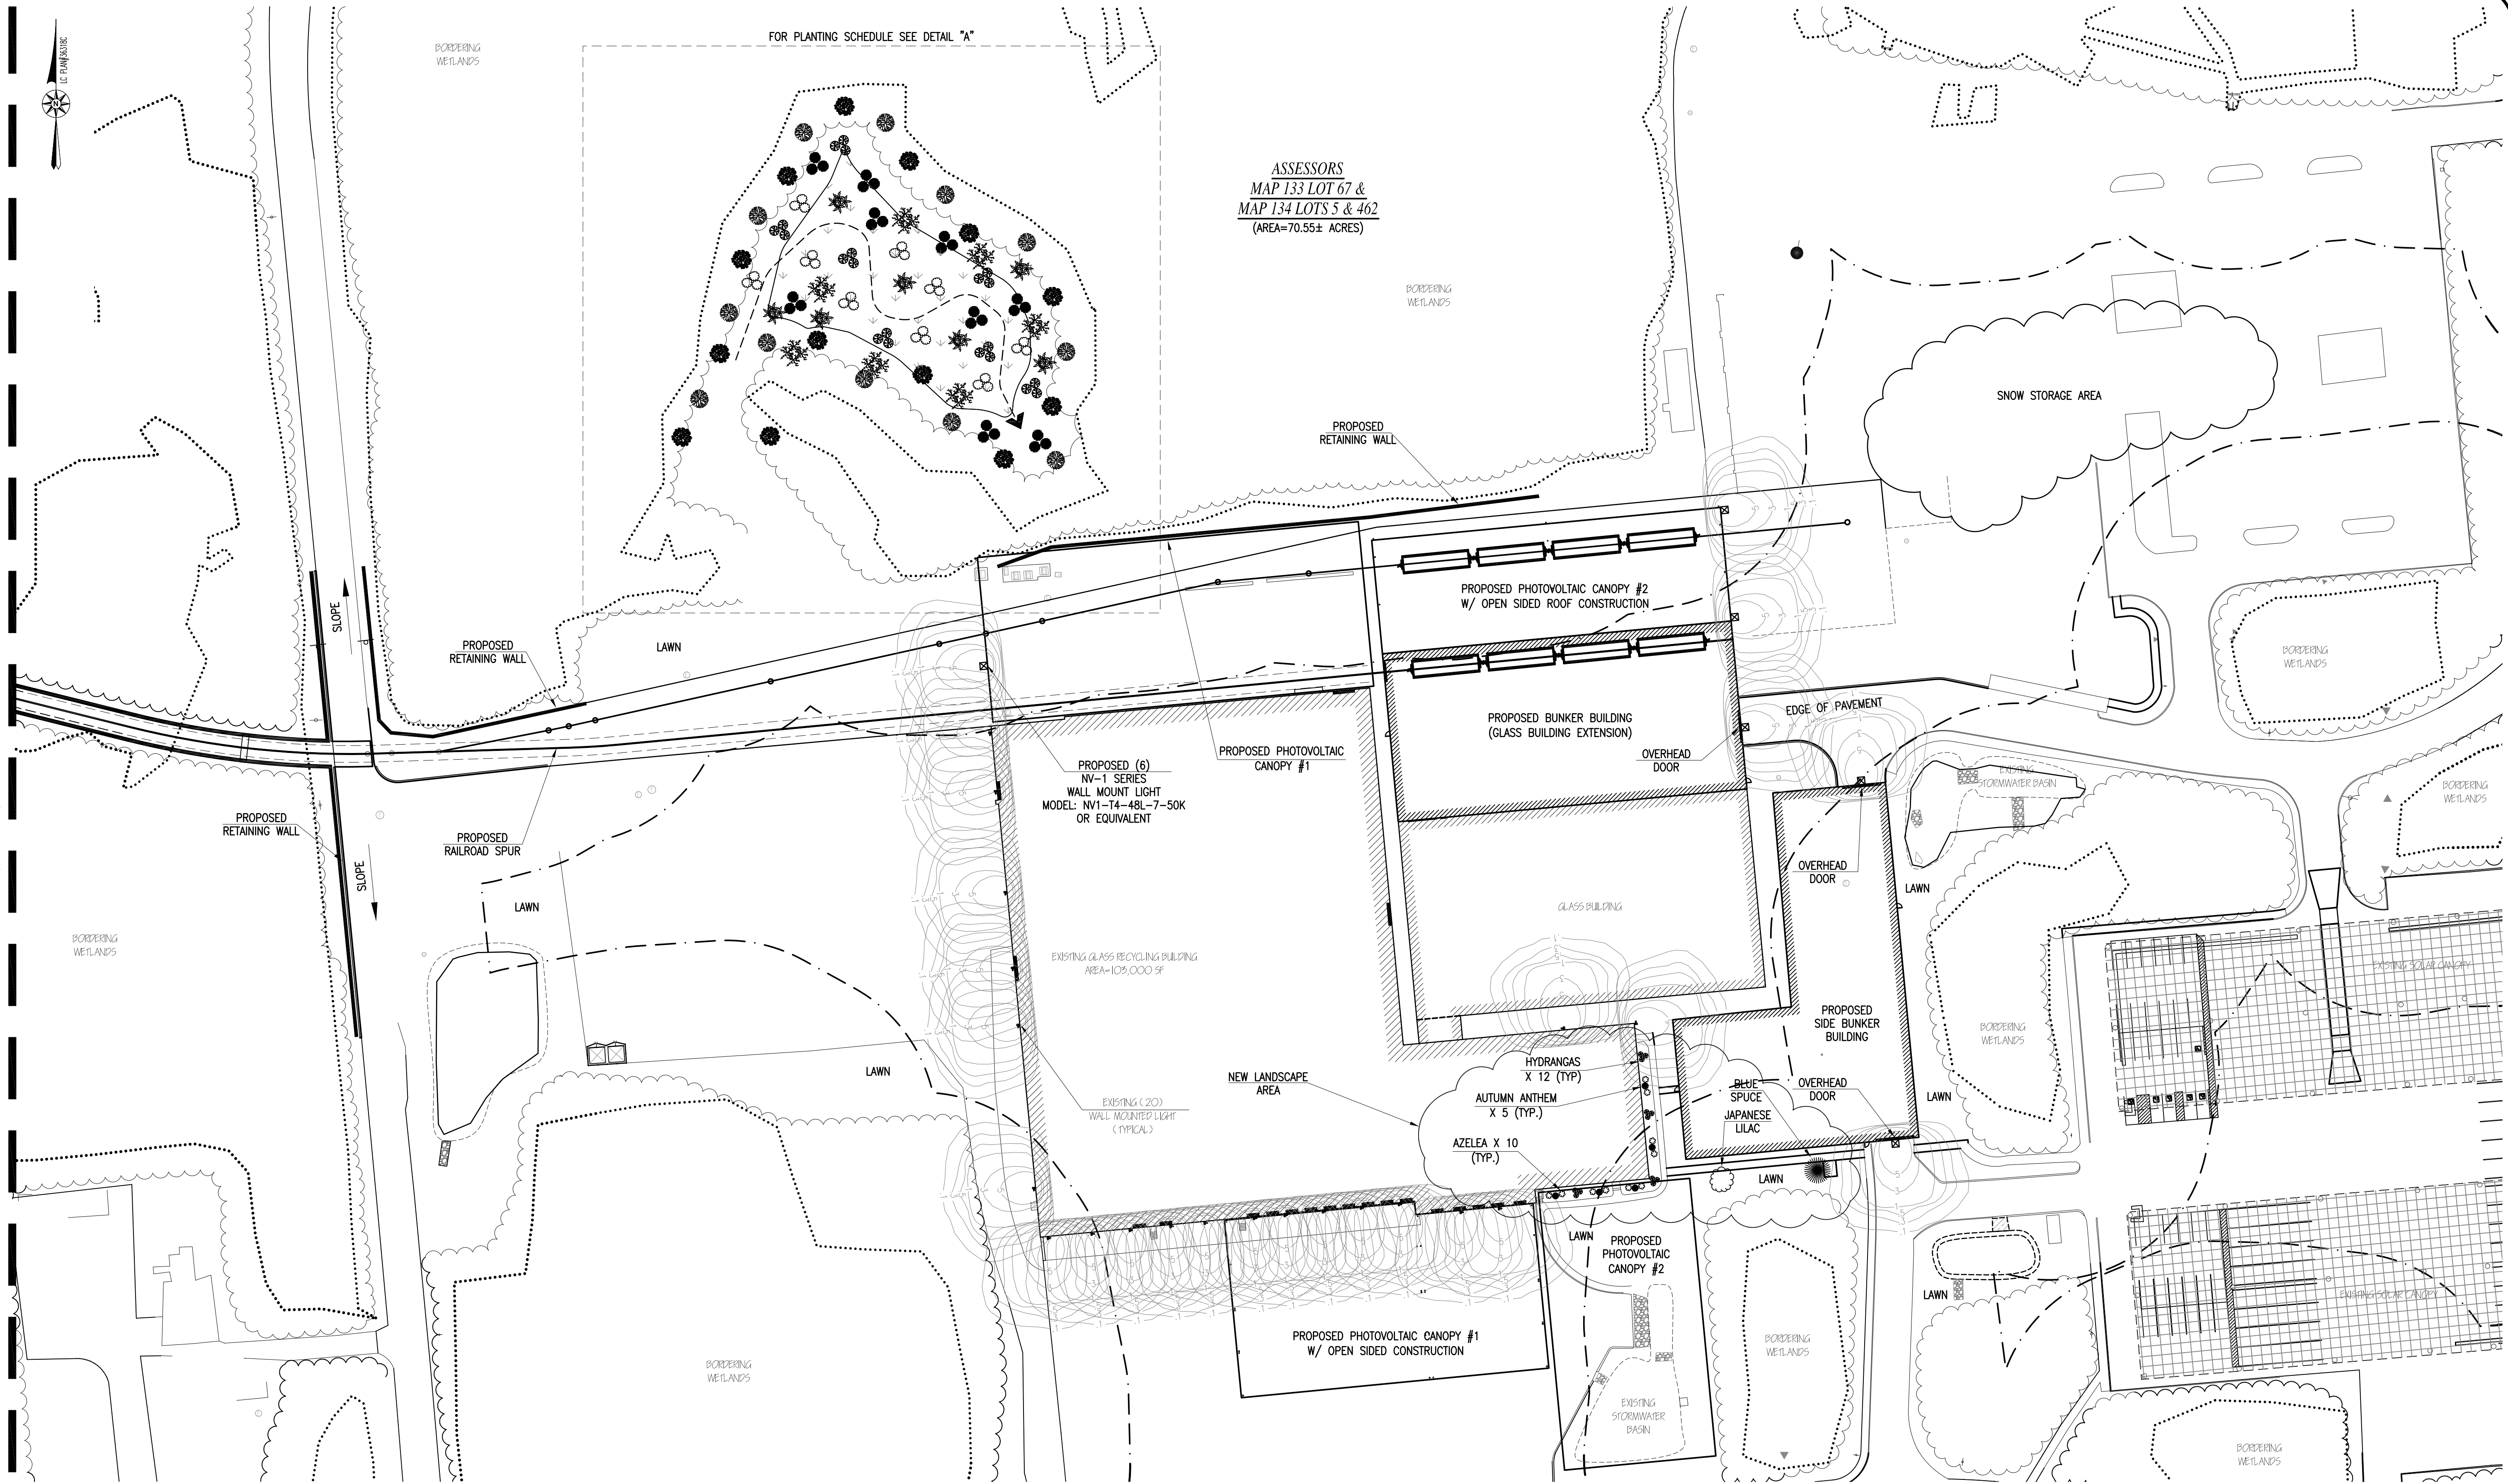 LC PLAN#36318C
N
BORDERING
WETLANDS
FOR PLANTING SCHEDULE SEE DETAIL "A"
ASSESSORS
MAP 133 LOT 67 &
MAP 134 LOTS 5 & 462
(AREA=70.55± ACRES)
BORDERING
WETLANDS
SNOW STORAGE AREA
PROPOSED
RETAINING WALL
SLOPE
PROPOSED
RETAINING WALL
LAWN
PROPOSED PHOTOVOLTAIC CANOPY #2
W/ OPEN SIDED ROOF CONSTRUCTION
BORDERING
WETLANDS
PROPOSED BUNKER BUILDING
(GLASS BUILDING EXTENSION)
EDGE OF PAVEMENT
PROPOSED PHOTOVOLTAIC
CANOPY #1
OVERHEAD
DOOR
PROPOSED (6)
NV-1 SERIES
WALL MOUNT LIGHT
MODEL: NV1-T4-48L-7-50K
OR EQUIVALENT
EXISTING
STORMWATER BASIN
BORDERING
WETLANDS
PROPOSED
RETAINING WALL
PROPOSED
RAILROAD SPUR
SLOPE
OVERHEAD
DOOR
LAWN
LAWN
GLASS BUILDING
BORDERING
WETLANDS
EXISTING GLASS RECYCLING BUILDING
AREA=103,000 SF
EXISTING SOLAR CANOPY
PROPOSED
SIDE BUNKER
BUILDING
BORDERING
WETLANDS
LAWN
NEW LANDSCAPE
AREA
HYDRANGAS
X 12 (TYP)
AUTUMN ANTHEM
X 5 (TYP.)
BLUE
SPUCE
JAPANESE
LILAC
OVERHEAD
DOOR
LAWN
EXISTING (20)
WALL MOUNTED LIGHT
(TYPICAL)
AZELEA X 10
(TYP.)
LAWN
LAWN
PROPOSED
PHOTOVOLTAIC
CANOPY #2
LAWN
EXISTING SOLAR CANOPY
PROPOSED PHOTOVOLTAIC CANOPY #1
W/ OPEN SIDED CONSTRUCTION
BORDERING
WETLANDS
BORDERING
WETLANDS
EXISTING
STORMWATER
BASIN
BORDERING
WETLANDS